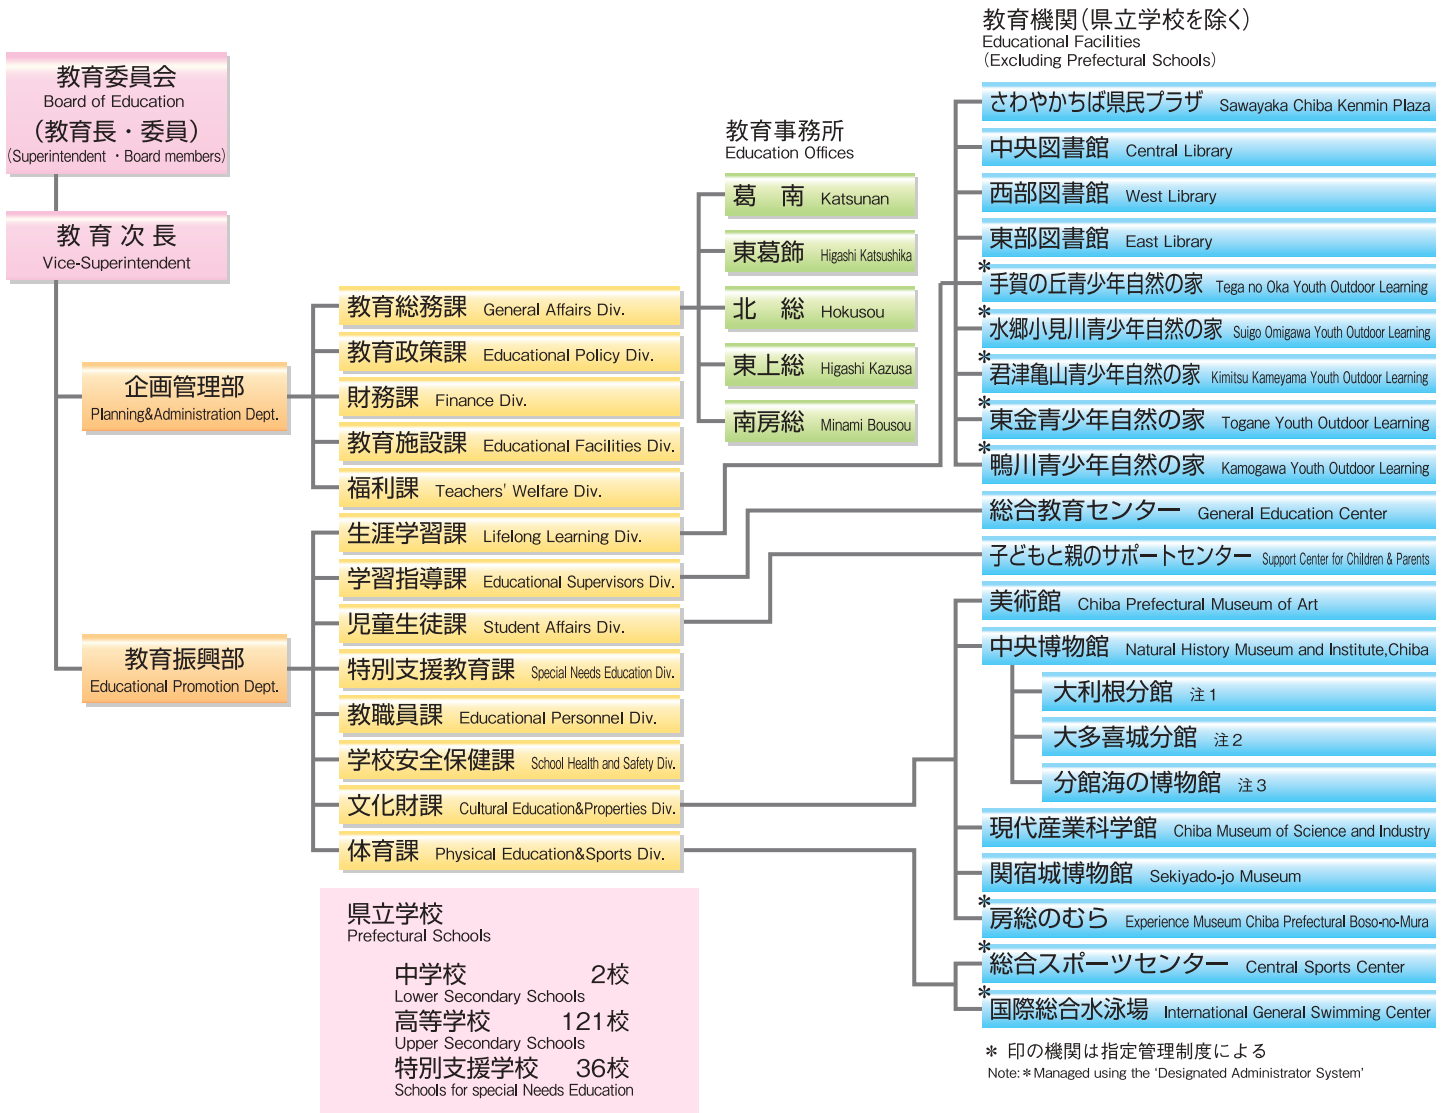 教育委員会
Board of Education
（教育長・委員）
(Superintendent ・Board members)
教育次長
Vice-Superintendent
企画管理部
Planning&Administration Dept.
教育振興部
Educational Promotion Dept.
教育総務課 General Affairs Div.
教育政策課 Educational Policy Div.
財務課 Finance Div.
教育施設課 Educational Facilities Div.
福利課 Teachers' Welfare Div.
生涯学習課 Lifelong Learning Div.
学習指導課 Educational Supervisors Div.
児童生徒課 Student Affairs Div.
特別支援教育課 Special Needs Education Div.
教職員課 Educational Personnel Div.
学校安全保健課 School Health and Safety Div.
文化財課 Cultural Education&Properties Div.
体育課 Physical Education&Sports Div.
県立学校
Prefectural Schools
中学校 2校
Lower Secondary Schools
高等学校 121校
Upper Secondary Schools
特別支援学校 36校
Schools for special Needs Education
教育事務所
Education Offices
葛 南 Katsunan
東葛飾 Higashi Katsushika
北 総 Hokusou
東上総 Higashi Kazusa
南房総 Minami Bousou
教育機関（県立学校を除く）
Educational Facilities
(Excluding Prefectural Schools)
さわやかちば県民プラザ Sawayaka Chiba Kenmin Plaza
中央図書館 Central Library
西部図書館 West Library
東部図書館 East Library
*手賀の丘青少年自然の家 Tega no Oka Youth Outdoor Learning
*水郷小見川青少年自然の家 Suigo Omigawa Youth Outdoor Learning
*君津亀山青少年自然の家 Kimitsu Kameyama Youth Outdoor Learning
*東金青少年自然の家 Togane Youth Outdoor Learning
*鴨川青少年自然の家 Kamogawa Youth Outdoor Learning
総合教育センター General Education Center
子どもと親のサポートセンター Support Center for Children & Parents
美術館 Chiba Prefectural Museum of Art
中央博物館 Natural History Museum and Institute,Chiba
大利根分館 注1
大多喜城分館 注2
分館海の博物館 注3
現代産業科学館 Chiba Museum of Science and Industry
関宿城博物館 Sekiyado-jo Museum
*房総のむら Experience Museum Chiba Prefectural Boso-no-Mura
*総合スポーツセンター Central Sports Center
*国際総合水泳場 International General Swimming Center
* 印の機関は指定管理制度による
Note:*Managed using the ‘Designated Administrator System’